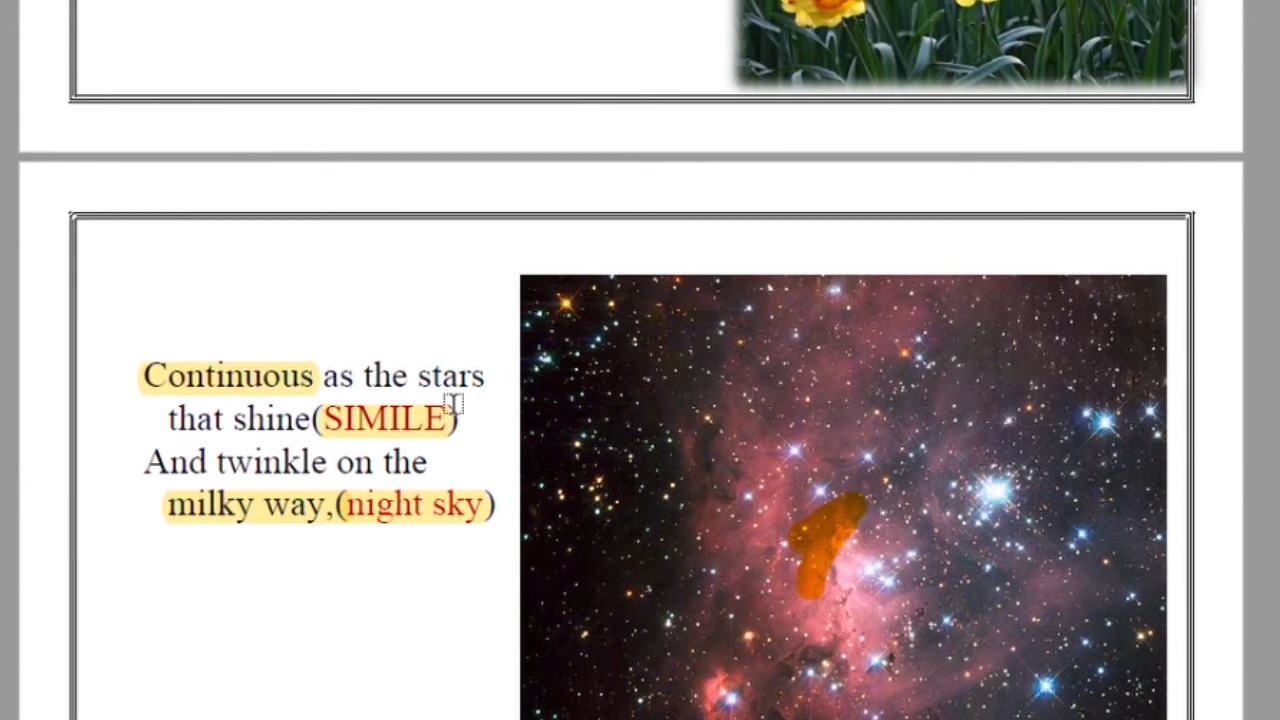 Continuous as the stars
that shine(SIMILE)
And twinkle on the
milky way,(night sky)